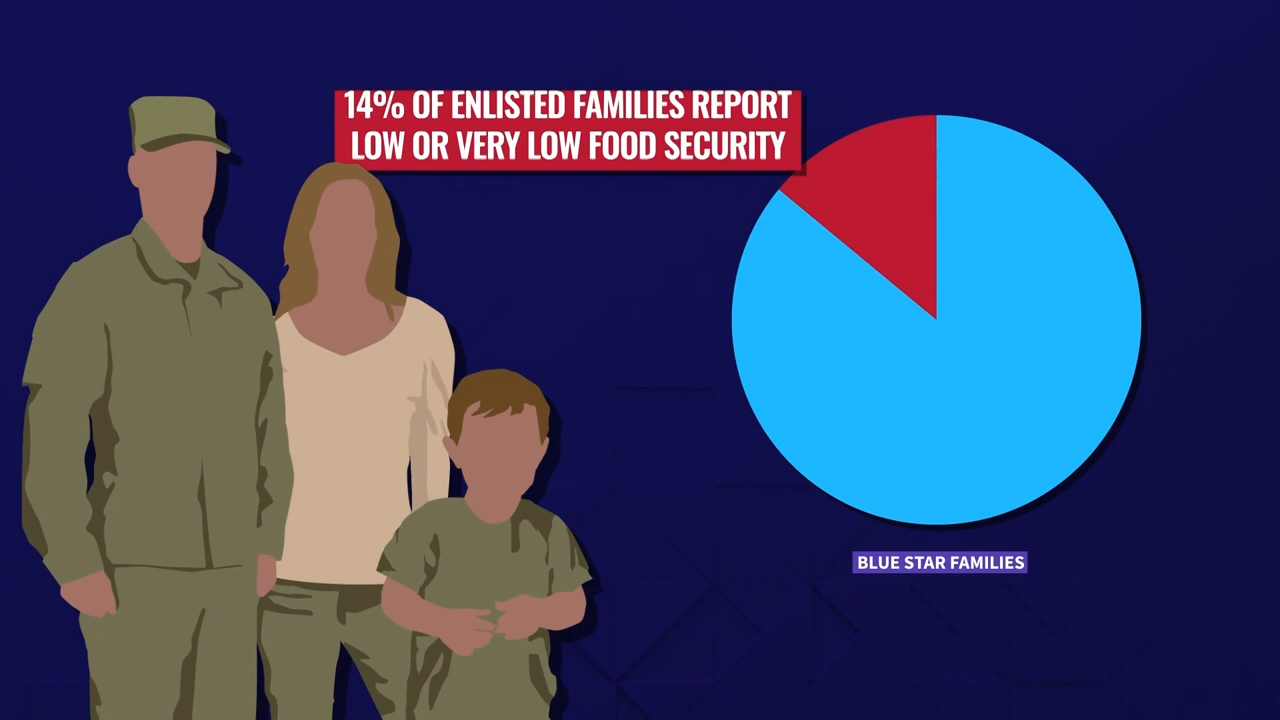 14% OF ENLISTED FAMILIES REPORT
LOW OR VERY LOW FOOD SECURITY
BLUE STAR FAMILIES